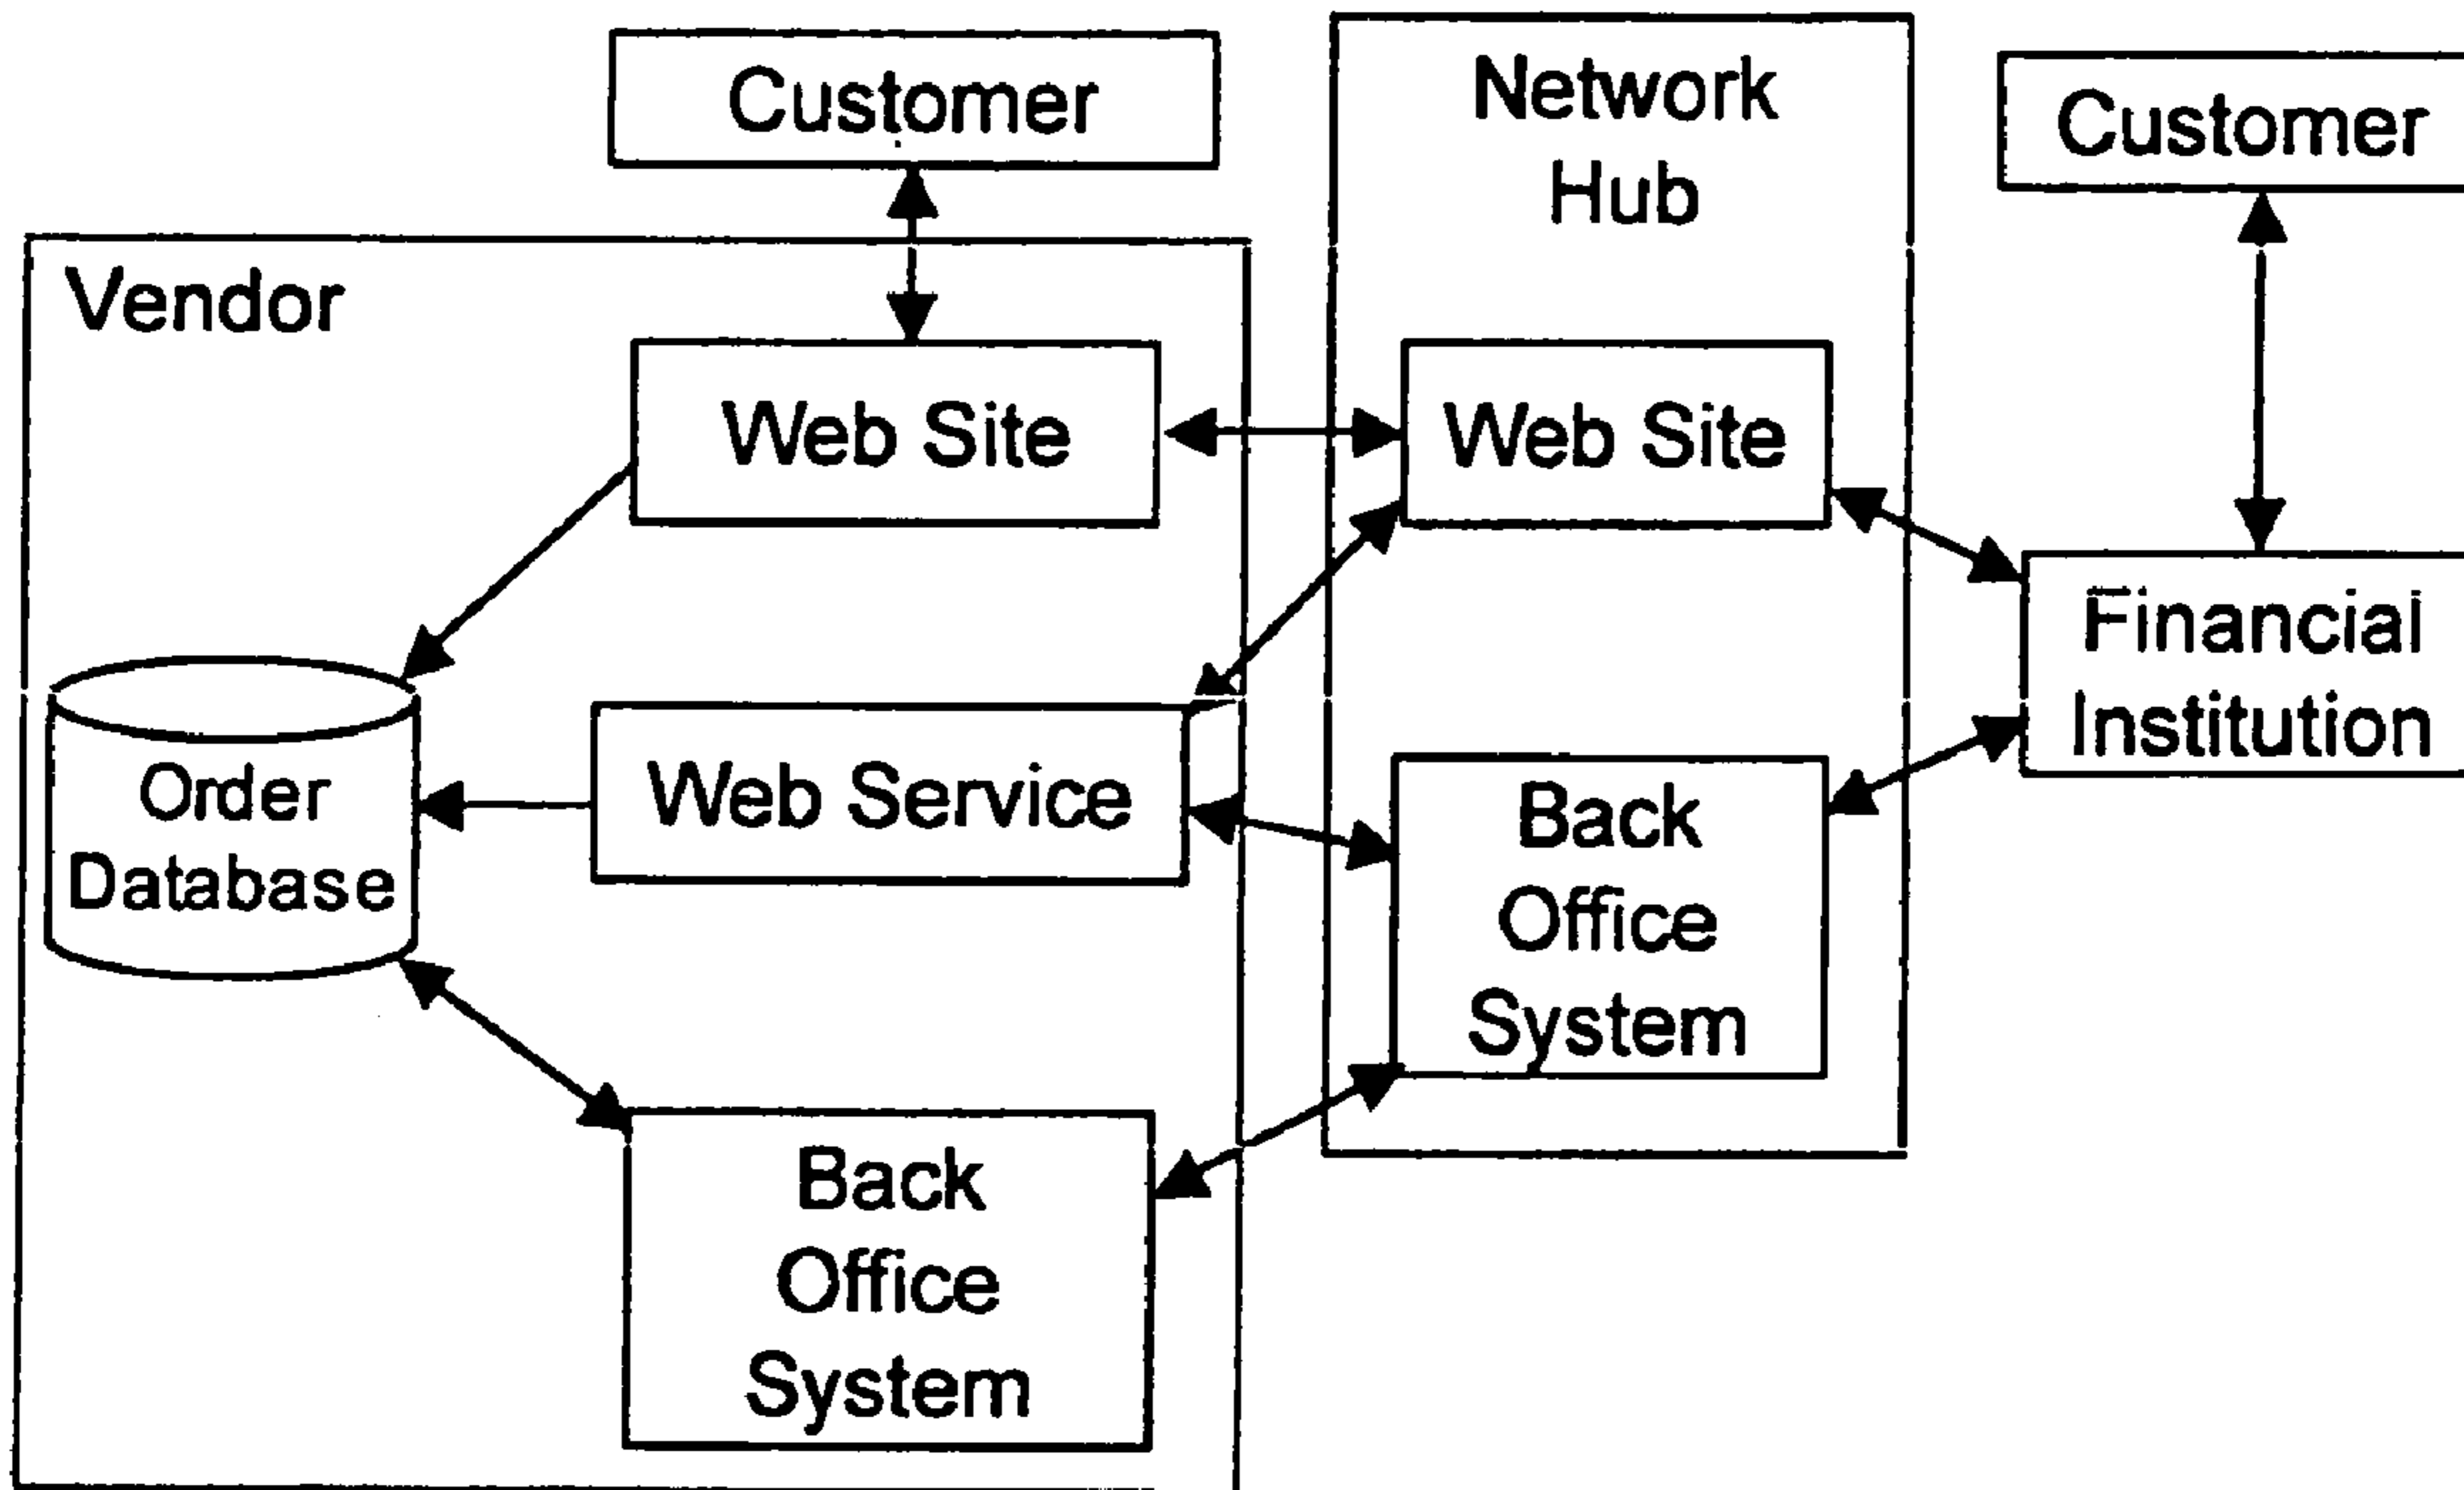 Customer
Network
Hub
Customer
Vendor
Web Site
Web Site
Financial
Institution
Order
Database
Web Service
Back
Office
System
Back
Office
System